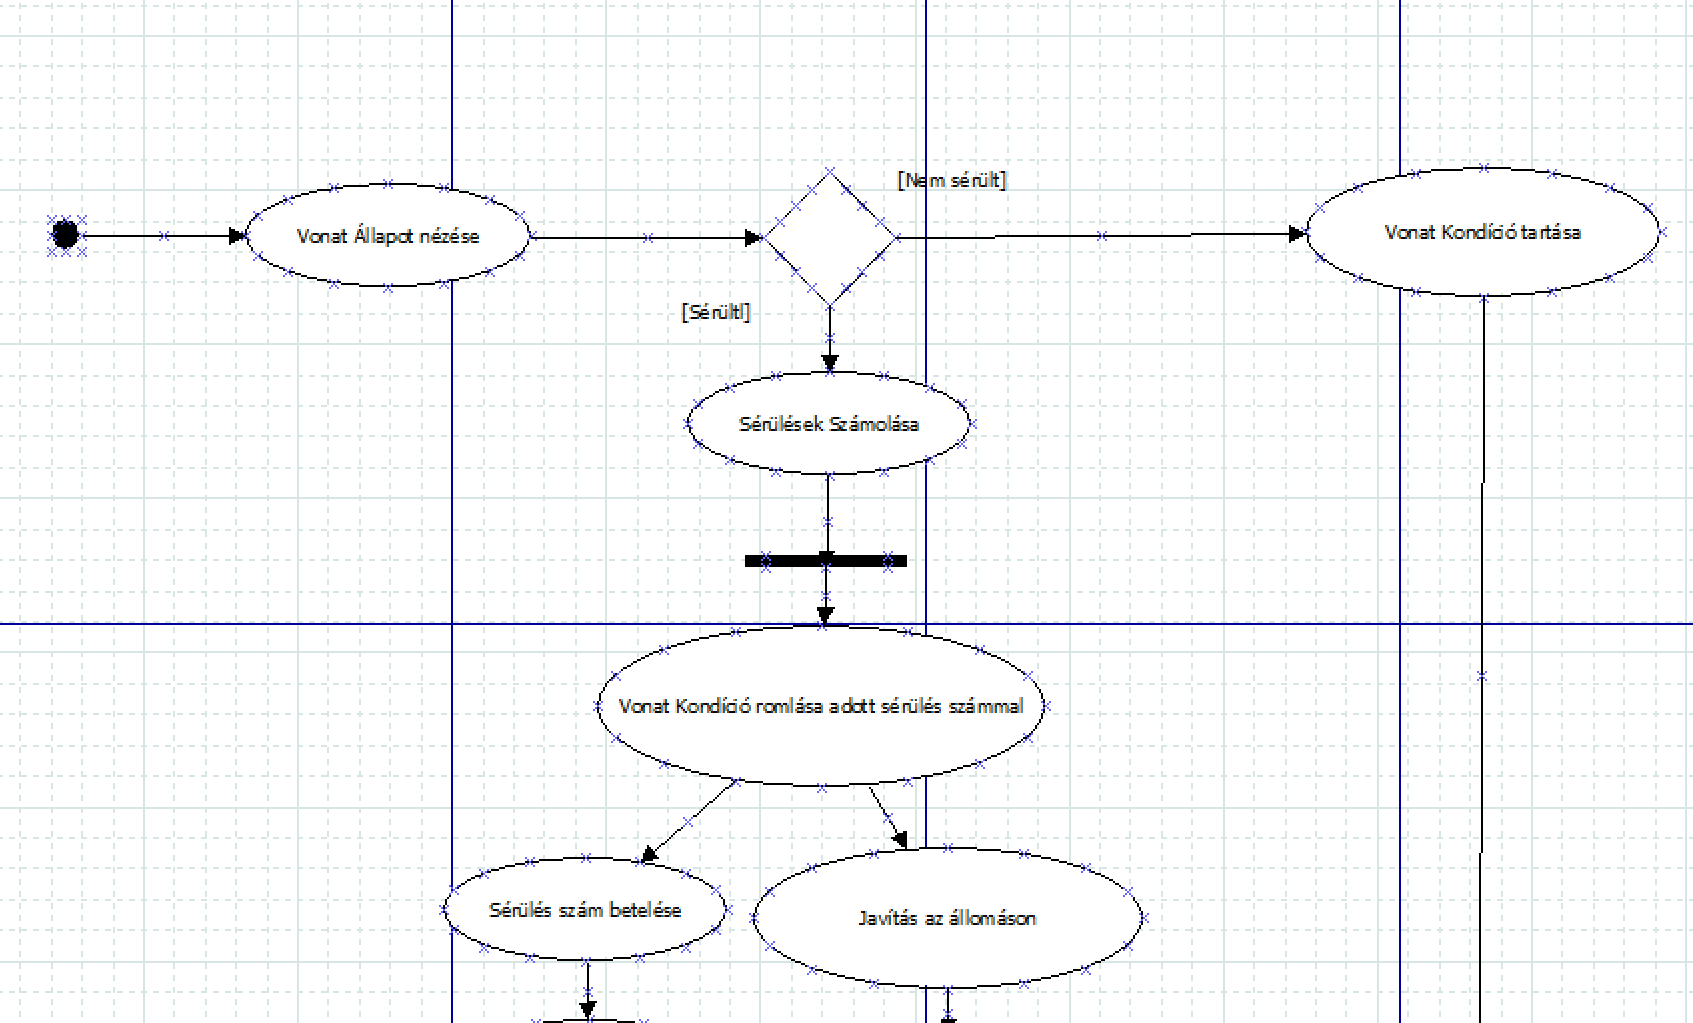 [Nem sérült]
Vonat Állapot nézése
Vonat Kondíció tartása
[Sérültl]
Sérülések Számolása
Vonat Kondíció romlása adott sérülés számmal
Sérülés szám betelése
Javítás az állomáson